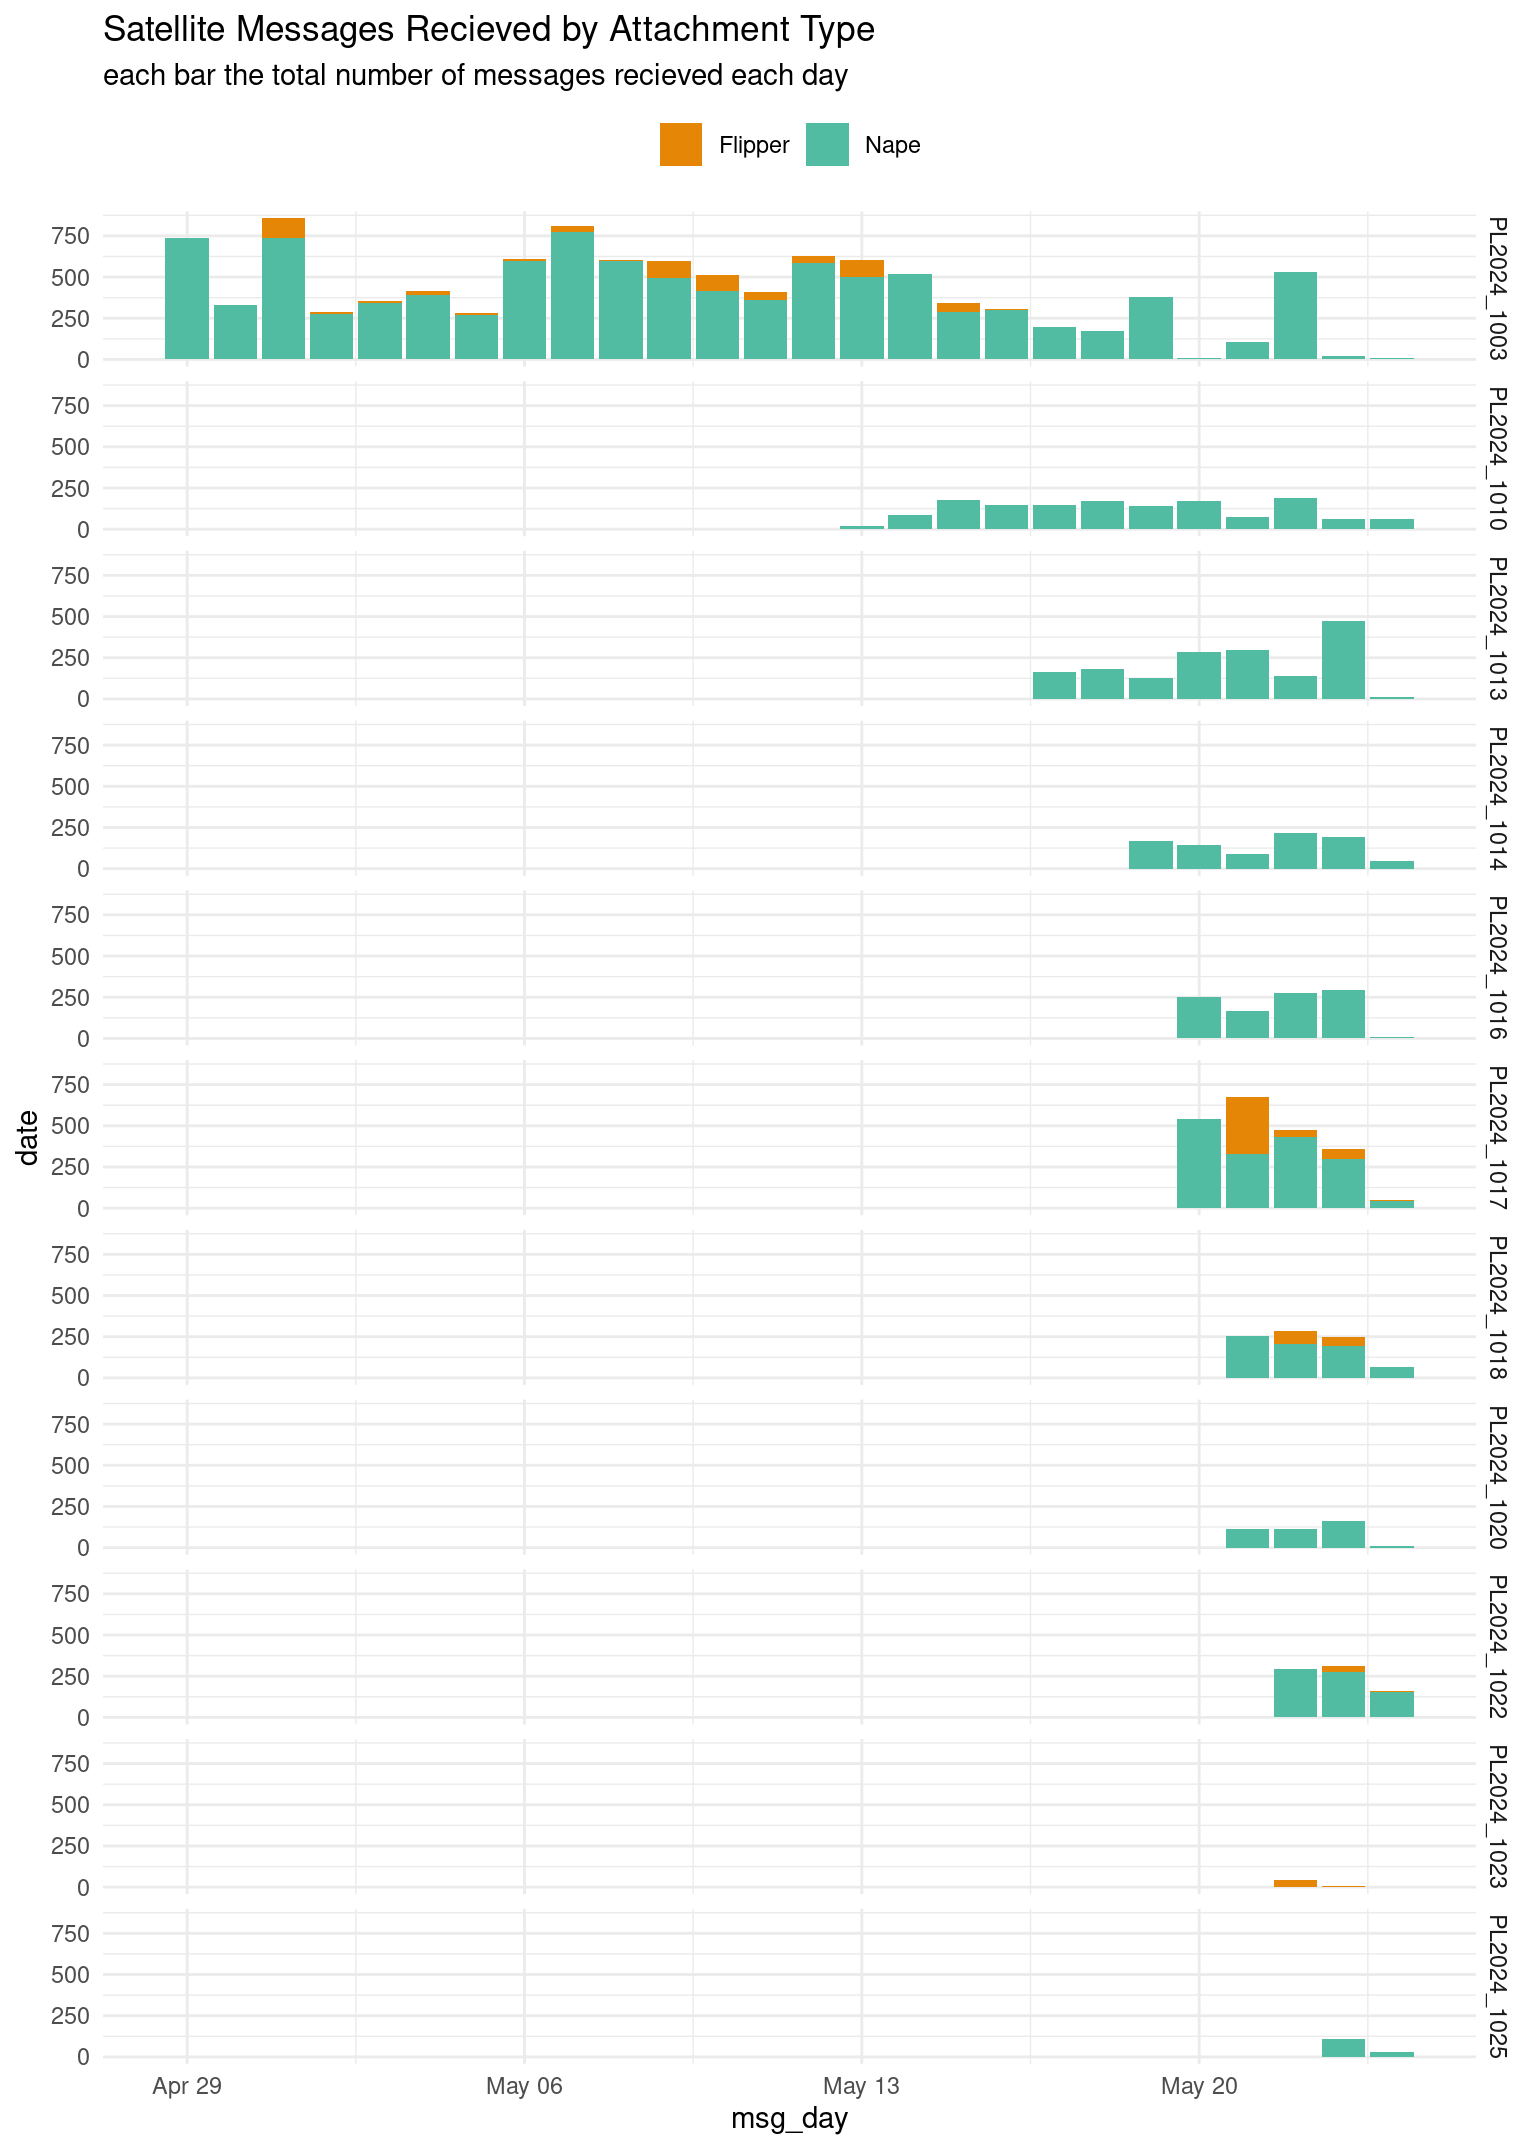 Satellite Messages Recieved by Attachment Type
each bar the total number of messages recieved each day
Flipper Nape
750
500
250
0
PL2024_1003
750
500
250
0
PL2024_1010
750
500
250
0
PL2024_1013
750
500
250
0
PL2024_1014
750
500
250
0
PL2024_1016
date
750
500
250
0
PL2024_1017
750
500
250
0
PL2024_1018
750
500
250
0
PL2024_1020
750
500
250
0
PL2024_1022
750
500
250
0
PL2024_1023
750
500
250
0
PL2024_1025
Apr 29 May 06 May 13 May 20
msg_day